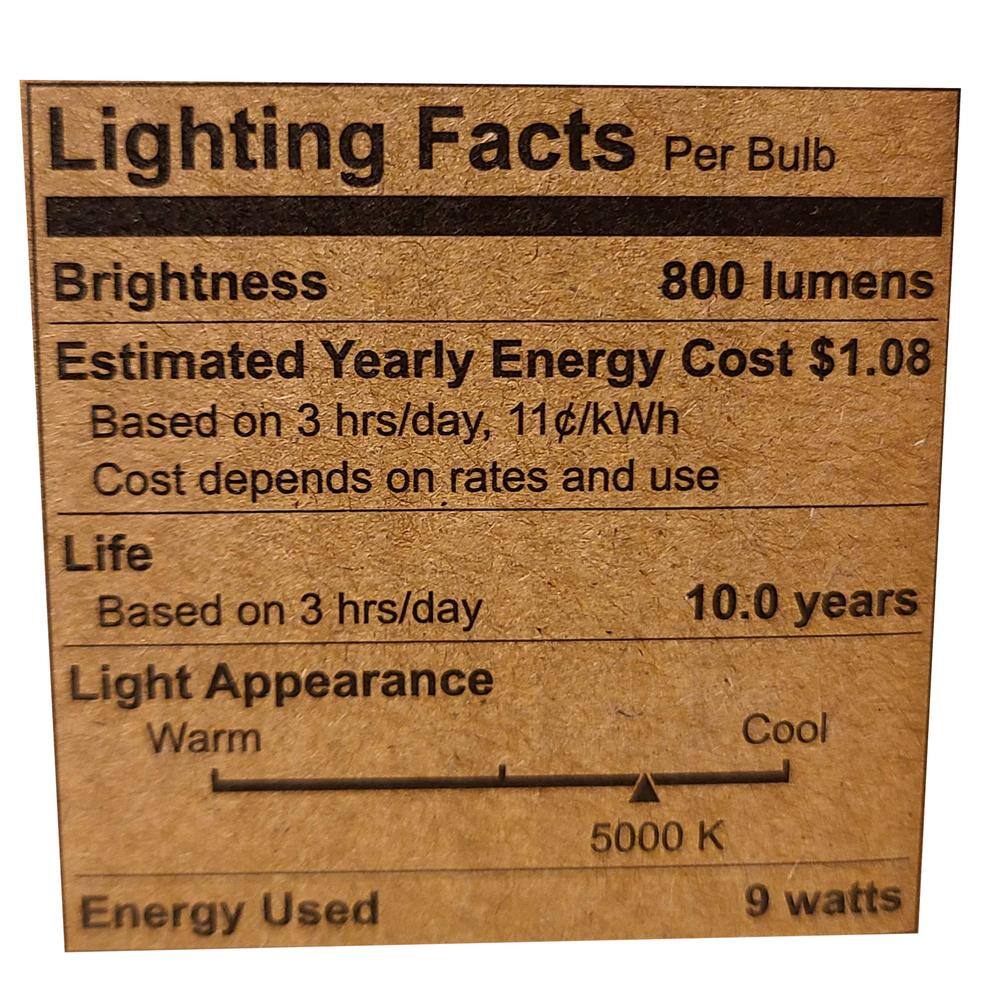 Lighting Facts Per Bulb
Brightness 800 lumens
Estimated Yearly Energy Cost $1.08
Based on 3 hrs/day, 11¢/kWh
Cost depends on rates and use
Life
Based on 3 hrs/day 10.0 years
Light Appearance
Warm Cool
5000 K
Energy Used 9 watts